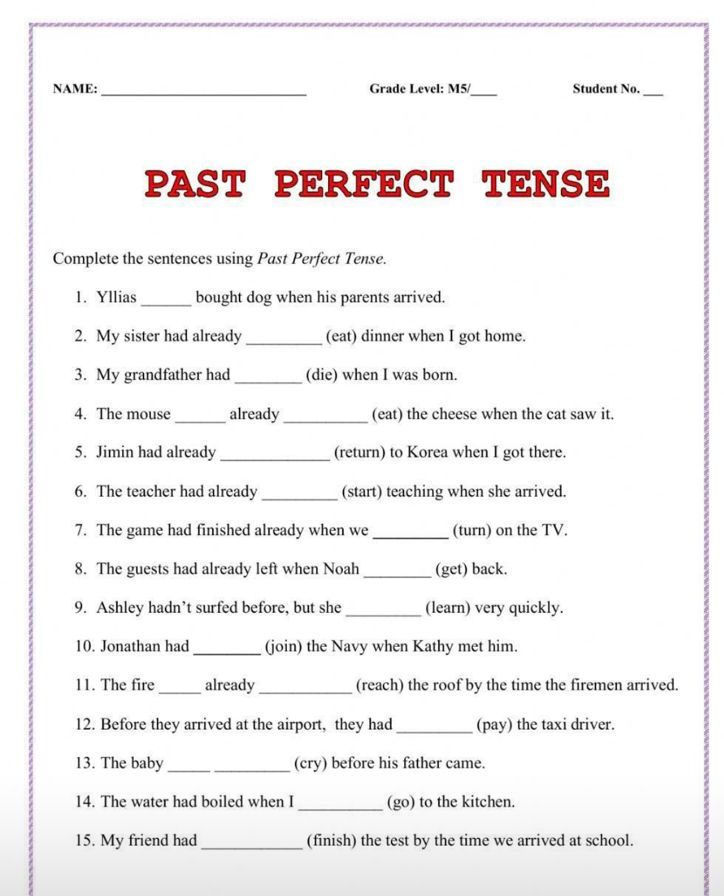 NAME: ______________________________ Grade Level: M5/____ Student No. ___
PAST PERFECT TENSE
Complete the sentences using Past Perfect Tense.
1. Yllias ______ bought dog when his parents arrived.
2. My sister had already _________ (eat) dinner when I got home.
3. My grandfather had ________ (die) when I was born.
4. The mouse ______ already __________ (eat) the cheese when the cat saw it.
5. Jimin had already _____________ (return) to Korea when I got there.
6. The teacher had already _________ (start) teaching when she arrived.
7. The game had finished already when we _________ (turn) on the TV.
8. The guests had already left when Noah ________ (get) back.
9. Ashley hadn’t surfed before, but she _________ (learn) very quickly.
10. Jonathan had ________ (join) the Navy when Kathy met him.
11. The fire _____ already ___________ (reach) the roof by the time the firemen arrived.
12. Before they arrived at the airport, they had _________ (pay) the taxi driver.
13. The baby _____ _________ (cry) before his father came.
14. The water had boiled when I __________ (go) to the kitchen.
15. My friend had ____________ (finish) the test by the time we arrived at school.